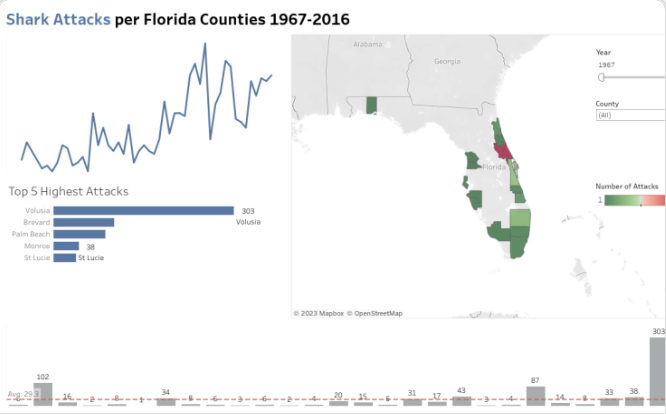 Shark Attacks per Florida Counties 1967-2016
Alabama
Georgia
Florida
Year
1967
County
(All)
Number of Attacks
1
Top 5 Highest Attacks
Volusia 303
Volusia
Brevard
Palm Beach
Monroe 38
St Lucie St Lucie
© 2023 Mapbox © OpenStreetMap
303
102
87
Avg: 29.3
16 2 8 1 34 6 3 6 2 4 20 15 5 31 17 43 3 4 14 33 38